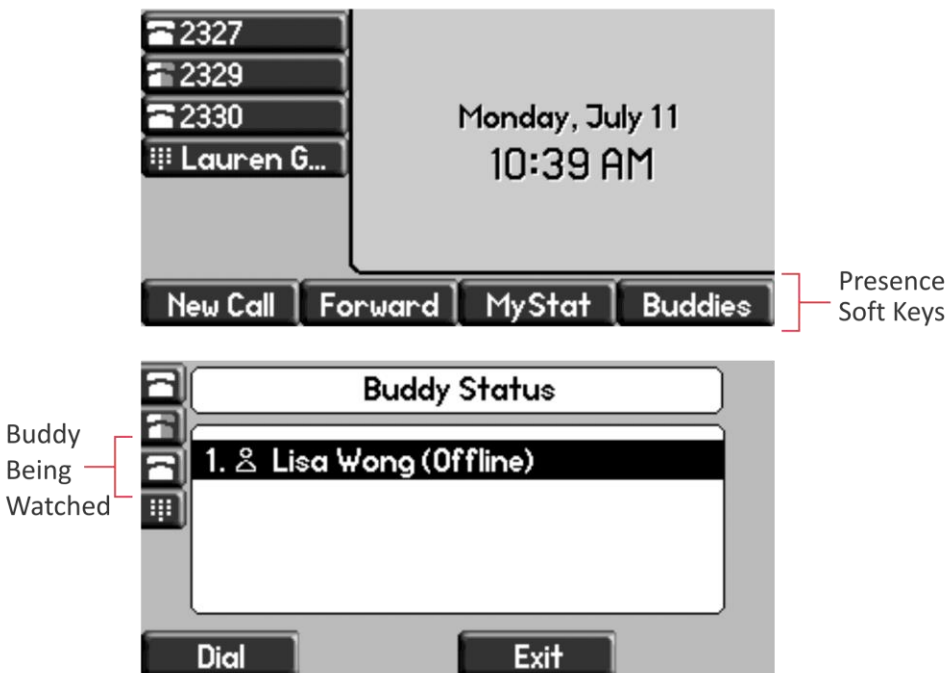 2327
2329
2330
Lauren G...
Monday, July 11
10:39 AM
New Call Forward MyStat Buddies
Presence
Soft Keys
Buddy Status
1. Lisa Wong (Offline)
Buddy
Being
Watched
Dial Exit